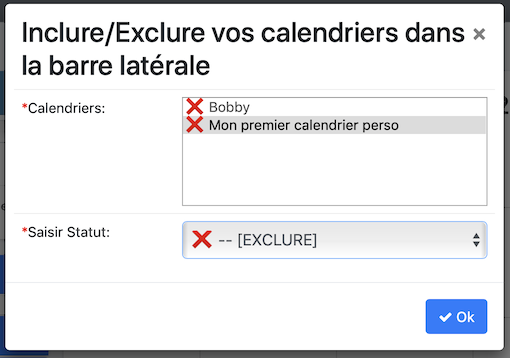 Inclure/Exclure vos calendriers dans ×
la barre latérale
*Calendriers:
❌ Bobby
❌ Mon premier calendrier perso
*Saisir Statut:
❌ -- [EXCLURE]
✔ Ok